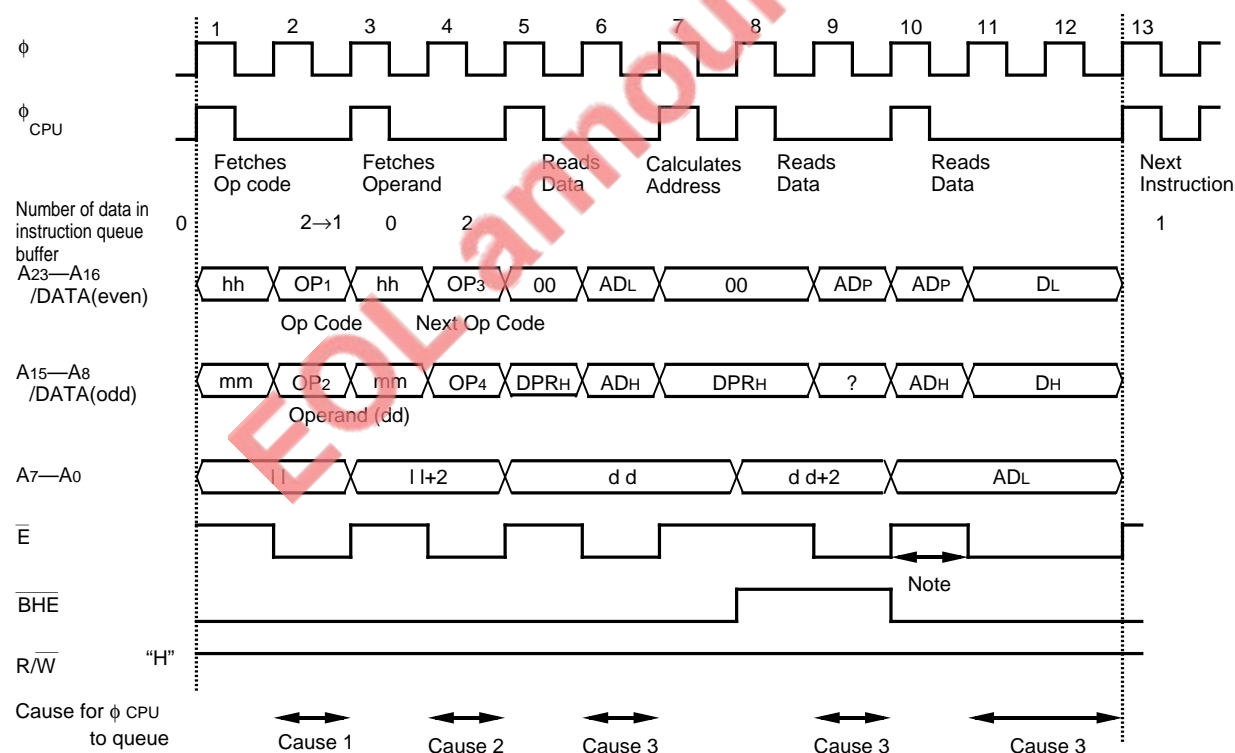 1 2 3 4 5 6 7 8 9 10 11 12 13
ϕ
ϕ CPU
Fetches Op code
Fetches Operand
Reads Data
Calculates Address
Reads Data
Reads Data
Next Instruction
Number of data in instruction queue buffer
0 2→1 0 2 1
A23—A16 /DATA(even)
hh OP1 hh OP3 00 ADL 00 ADP ADP DL
Op Code Next Op Code
A15—A8 /DATA(odd)
mm OP2 mm OP4 DPRH ADH DPRH ? ADH DH
Operand (dd)
A7—A0
l l l l+2 d d d d+2 ADL
E
Note
BHE
R/W "H"
Cause for ϕ CPU to queue
Cause 1 Cause 2 Cause 3 Cause 3 Cause 3
EOL announ